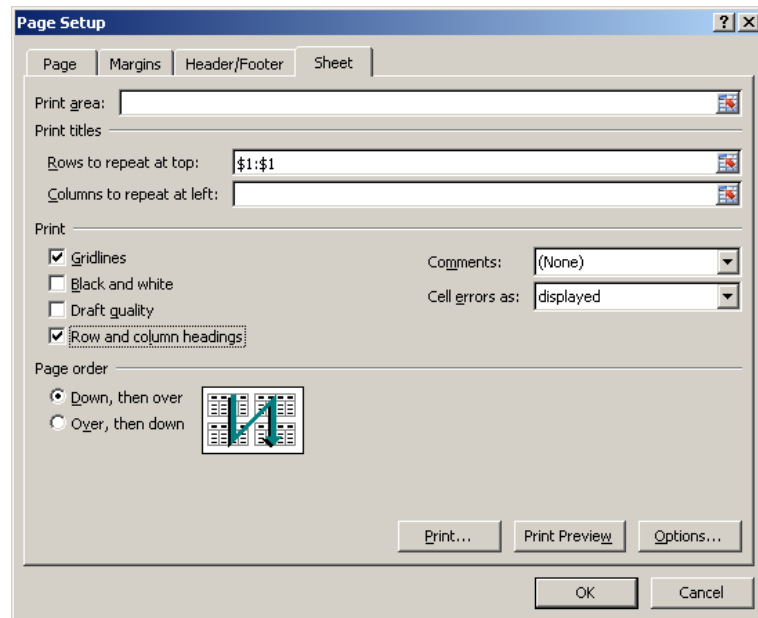 Page Setup
Page Margins Header/Footer Sheet
Print area:
Print titles
Rows to repeat at top: $1:$1
Columns to repeat at left:
Print
Gridlines Comments: (None)
Black and white
Cell errors as: displayed
Draft quality
Row and column headings
Page order
Down, then over
Over, then down
Print... Print Preview Options...
OK Cancel